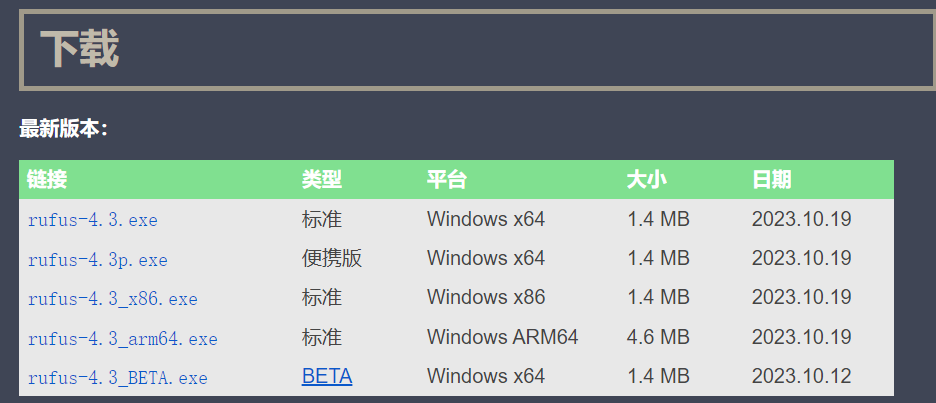 下载
最新版本：
链接 类型 平台 大小 日期
rufus-4.3.exe 标准 Windows x64 1.4 MB 2023.10.19
rufus-4.3p.exe 便携版 Windows x64 1.4 MB 2023.10.19
rufus-4.3_x86.exe 标准 Windows x86 1.4 MB 2023.10.19
rufus-4.3_arm64.exe 标准 Windows ARM64 4.6 MB 2023.10.19
rufus-4.3_BETA.exe BETA Windows x64 1.4 MB 2023.10.12